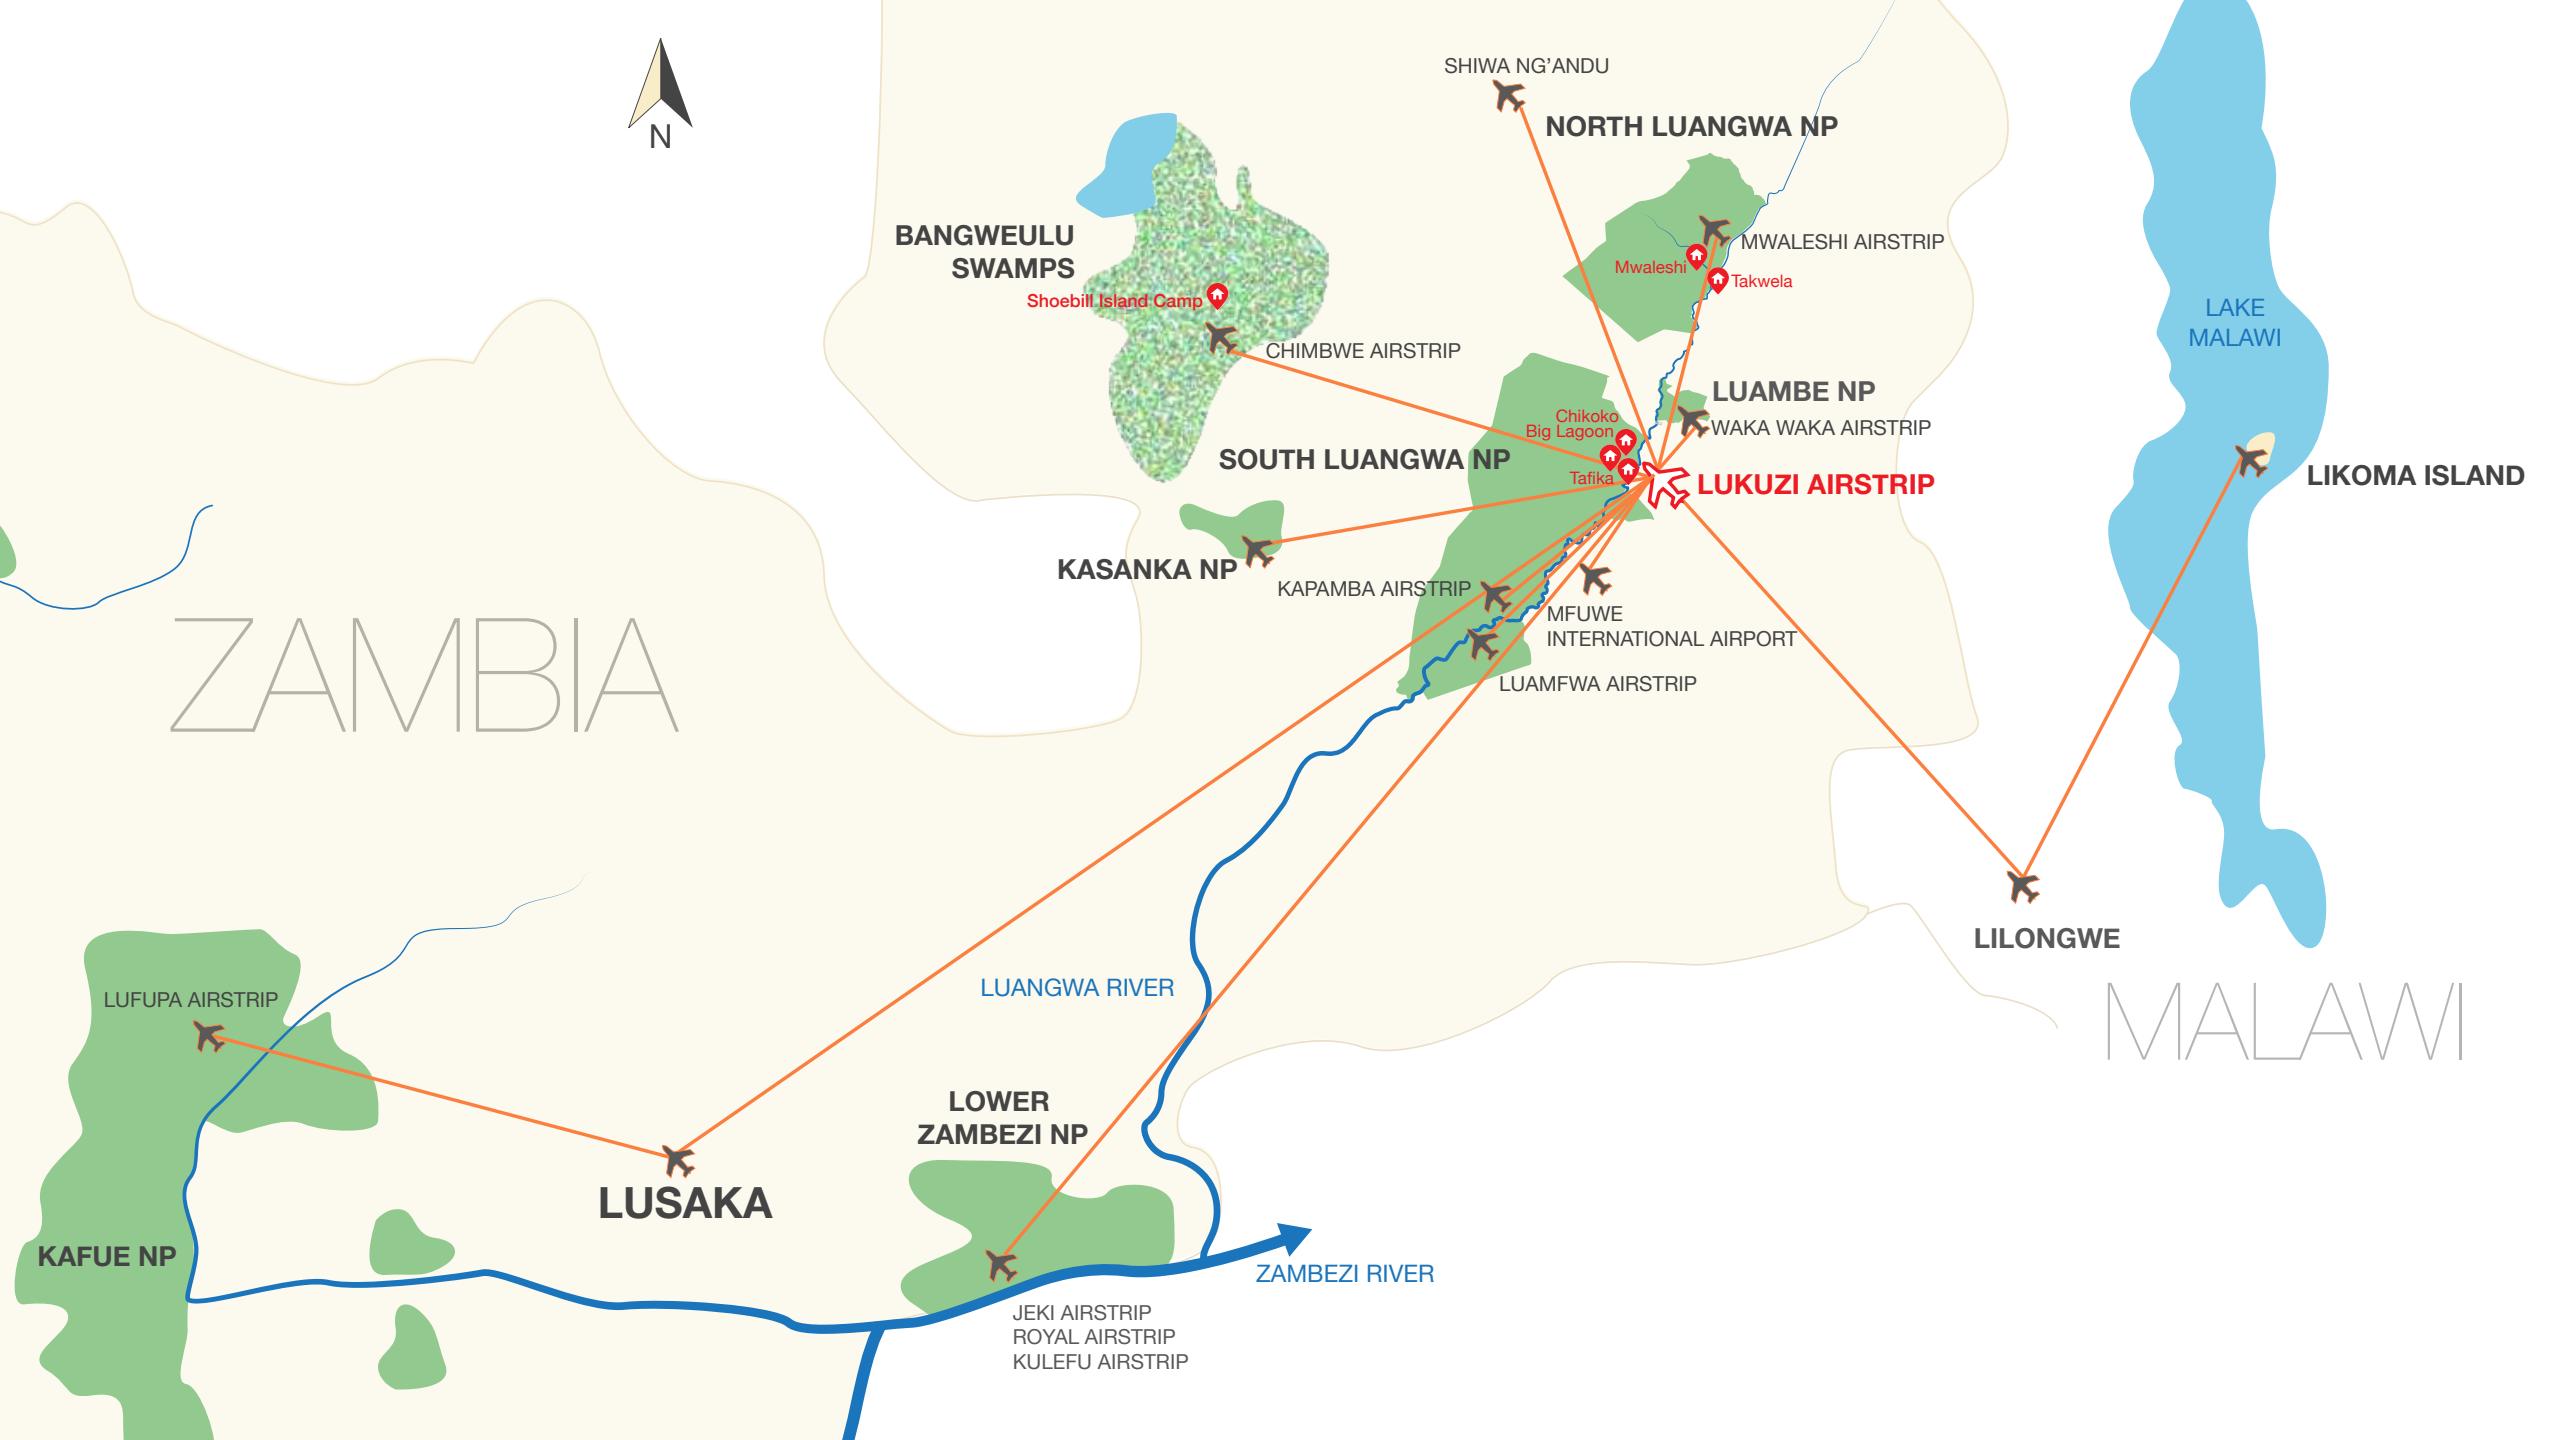 SHIWA NG’ANDU
N
NORTH LUANGWA NP
BANGWEULU
SWAMPS
MWALESHI AIRSTRIP
Mwaleshi
Takwela
Shoebill Island Camp
LAKE
MALAWI
CHIMBWE AIRSTRIP
LUAMBE NP
Chikoko
Big Lagoon
WAKA WAKA AIRSTRIP
SOUTH LUANGWA NP
Tafika
LUKUZI AIRSTRIP
LIKOMA ISLAND
KASANKA NP
KAPAMBA AIRSTRIP
MFUWE
INTERNATIONAL AIRPORT
ZAMBIA
LUAMFWA AIRSTRIP
LILONGWE
LUANGWA RIVER
LUFUPA AIRSTRIP
MALAWI
LOWER
ZAMBEZI NP
LUSAKA
KAFUE NP
ZAMBEZI RIVER
JEKI AIRSTRIP
ROYAL AIRSTRIP
KULEFU AIRSTRIP